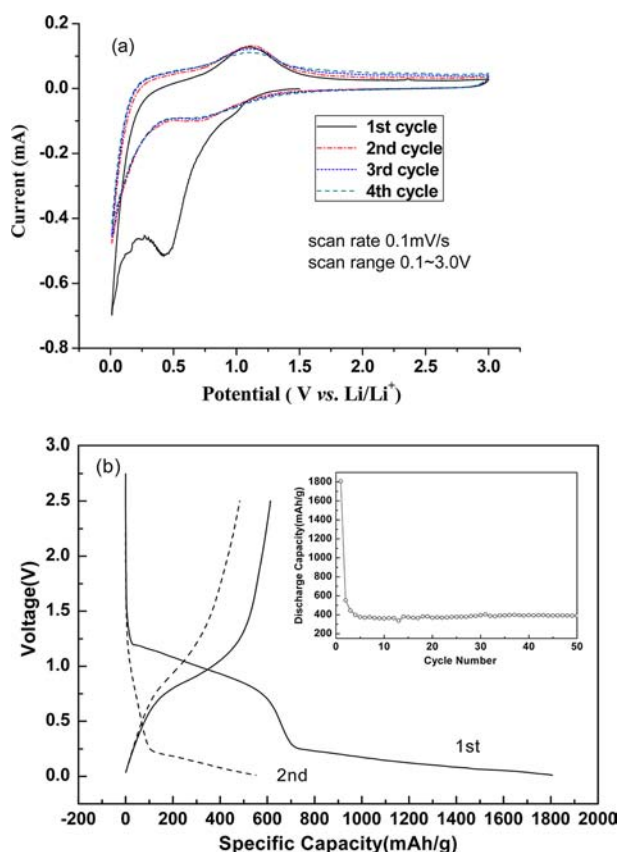 (a)
0.2
0.0
-0.2
-0.4
-0.6
-0.8
Current (mA)
1st cycle
2nd cycle
3rd cycle
4th cycle
scan rate 0.1mV/s
scan range 0.1~3.0V
0.0 0.5 1.0 1.5 2.0 2.5 3.0
Potential ( V vs. Li/Li+)
(b)
3.0
2.5
2.0
1.5
1.0
0.5
0.0
Voltage(V)
1800
1600
1400
1200
1000
800
600
400
200
Discharge Capacity(mAh/g)
0 10 20 30 40 50
Cycle Number
1st
2nd
-200 0 200 400 600 800 1000 1200 1400 1600 1800 2000
Specific Capacity(mAh/g)